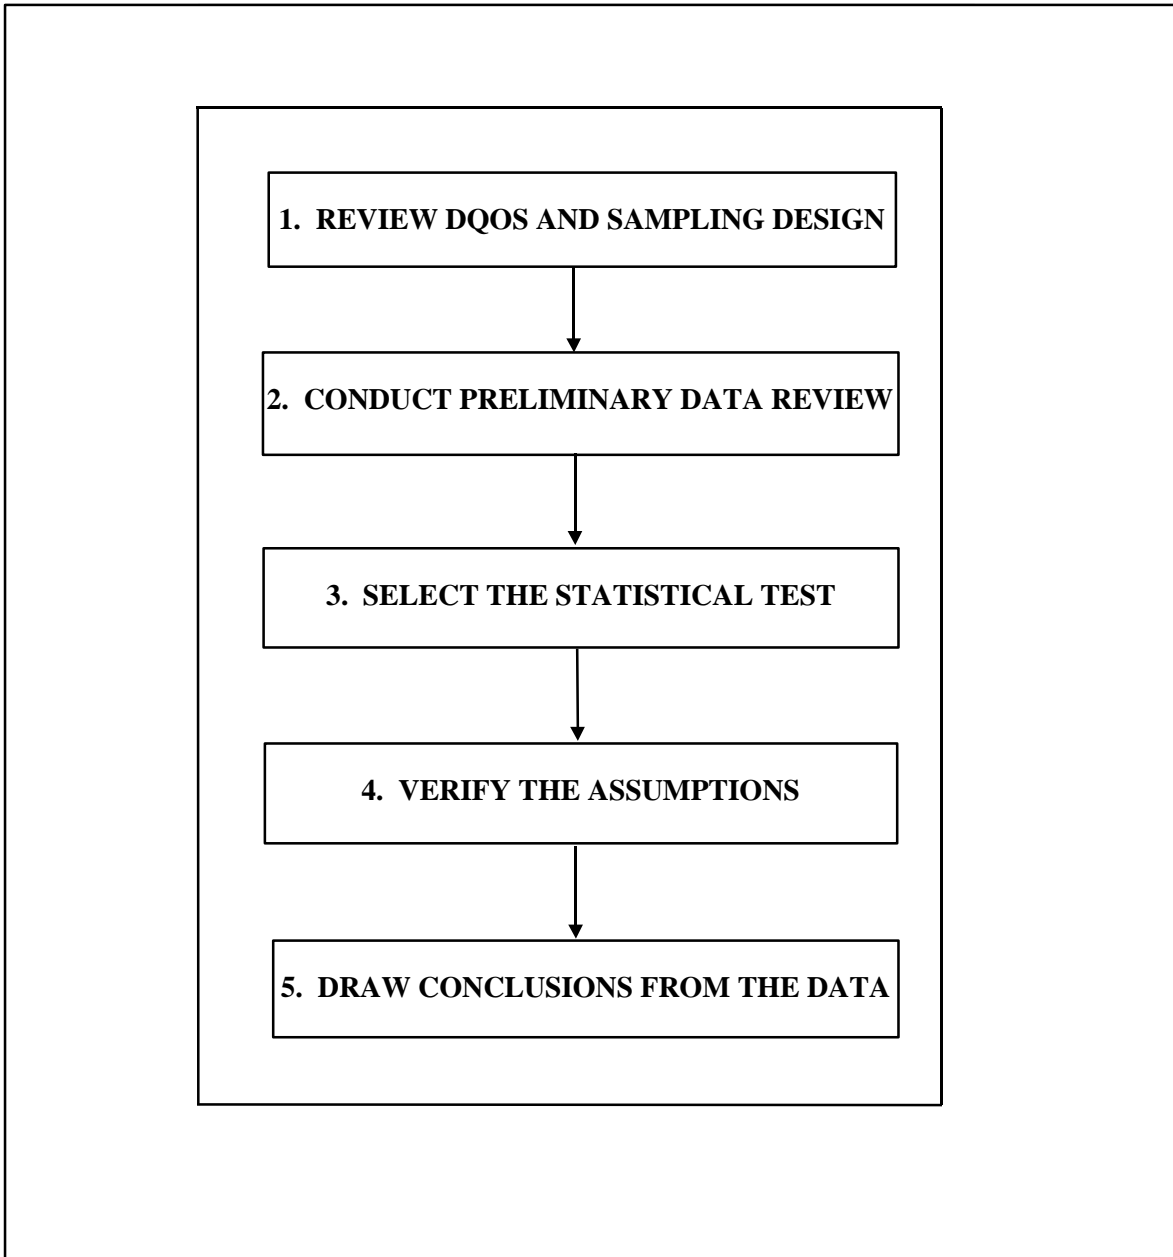 1. REVIEW DQOS AND SAMPLING DESIGN
2. CONDUCT PRELIMINARY DATA REVIEW
3. SELECT THE STATISTICAL TEST
4. VERIFY THE ASSUMPTIONS
5. DRAW CONCLUSIONS FROM THE DATA